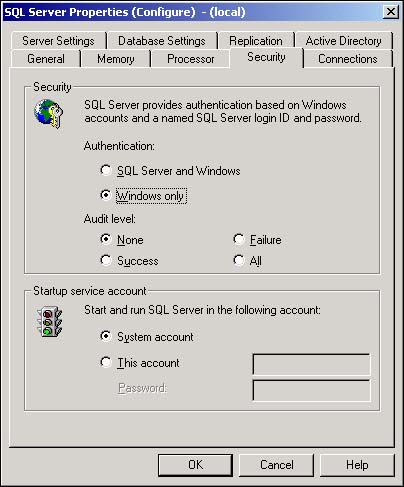 SQL Server Properties (Configure) - (local)
Server Settings Database Settings Replication Active Directory
General Memory Processor Security Connections
Security
SQL Server provides authentication based on Windows
accounts and a named SQL Server login ID and password.
Authentication:
SQL Server and Windows
Windows only
Audit level:
None Failure
Success All
Startup service account
Start and run SQL Server in the following account:
System account
This account
Password:
OK Cancel Help